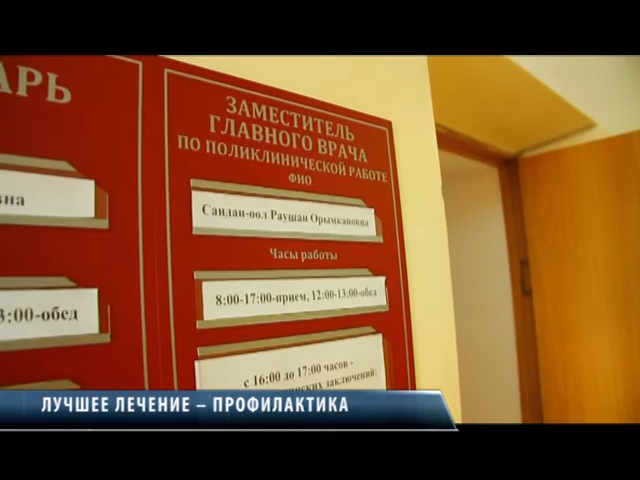 АРЬ
вна
3:00-обед
ЗАМЕСТИТЕЛЬ
ГЛАВНОГО ВРАЧА
ПО ПОЛИКЛИНИЧЕСКОЙ РАБОТЕ
ФИО
Сандан-оол Раушан Орымкановна
Часы работы
8:00-17:00-прием, 12:00-13:00-обед
с 16:00 до 17:00 часов -
заключений:
ЛУЧШЕЕ ЛЕЧЕНИЕ – ПРОФИЛАКТИКА